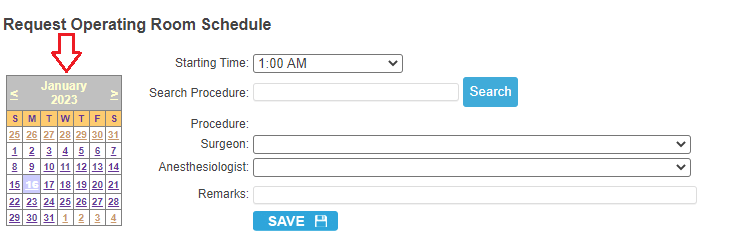 Request Operating Room Schedule
Starting Time: 1:00 AM
< January 2023 >
Search Procedure: Search
S M T W T F S
25 26 27 28 29 30 31
Procedure:
1 2 3 4 5 6 7
Surgeon:
8 9 10 11 12 13 14
Anesthesiologist:
15 16 17 18 19 20 21
22 23 24 25 26 27 28
Remarks:
29 30 31 1 2 3 4
SAVE